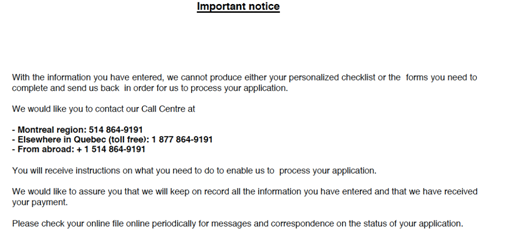 Important notice
With the information you have entered, we cannot produce either your personalized checklist or the forms you need to
complete and send us back in order for us to process your application.
We would like you to contact our Call Centre at
- Montreal region: 514 864-9191
- Elsewhere in Quebec (toll free): 1 877 864-9191
- From abroad: + 1 514 864-9191
You will receive instructions on what you need to do to enable us to process your application.
We would like to assure you that we will keep on record all the information you have entered and that we have received
your payment.
Please check your online file online periodically for messages and correspondence on the status of your application.